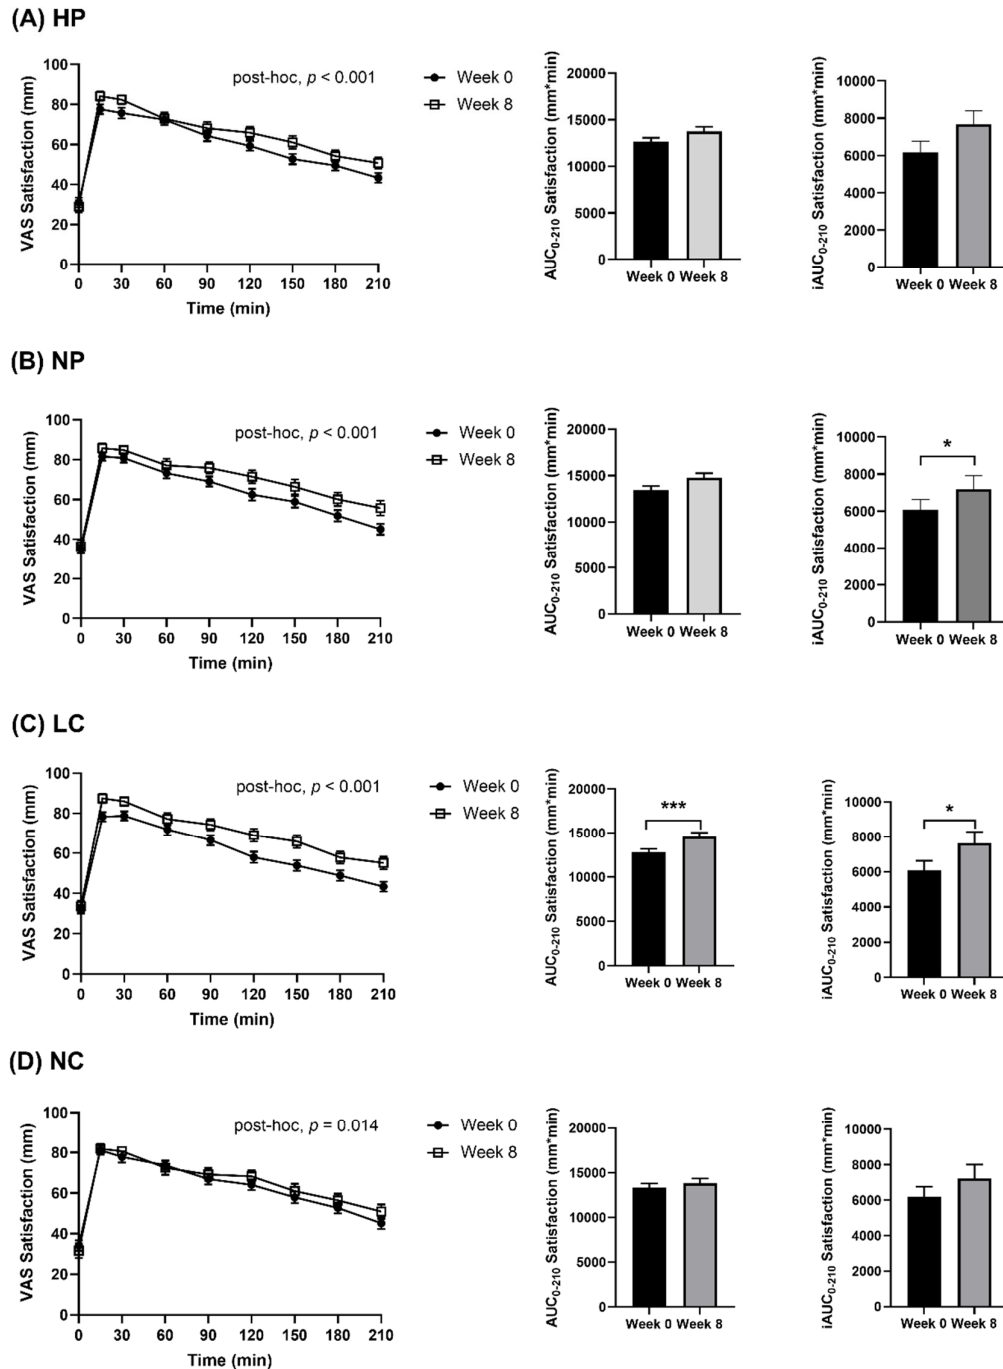 (A) HP
VAS Satisfaction (mm)
100
80
60
40
20
0
0 30 60 90 120 150 180 210
Time (min)
post-hoc, p < 0.001
Week 0
Week 8
AUC0-210 Satisfaction (mm*min)
20000
15000
10000
5000
0
Week 0 Week 8
iAUC0-210 Satisfaction (mm*min)
10000
8000
6000
4000
2000
0
Week 0 Week 8
(B) NP
VAS Satisfaction (mm)
100
80
60
40
20
0
0 30 60 90 120 150 180 210
Time (min)
post-hoc, p < 0.001
Week 0
Week 8
AUC0-210 Satisfaction (mm*min)
20000
15000
10000
5000
0
Week 0 Week 8
iAUC0-210 Satisfaction (mm*min)
10000
8000
6000
4000
2000
0
*
Week 0 Week 8
(C) LC
VAS Satisfaction (mm)
100
80
60
40
20
0
0 30 60 90 120 150 180 210
Time (min)
post-hoc, p < 0.001
Week 0
Week 8
AUC0-210 Satisfaction (mm*min)
20000
15000
10000
5000
0
***
Week 0 Week 8
iAUC0-210 Satisfaction (mm*min)
10000
8000
6000
4000
2000
0
*
Week 0 Week 8
(D) NC
VAS Satisfaction (mm)
100
80
60
40
20
0
0 30 60 90 120 150 180 210
Time (min)
post-hoc, p = 0.014
Week 0
Week 8
AUC0-210 Satisfaction (mm*min)
20000
15000
10000
5000
0
Week 0 Week 8
iAUC0-210 Satisfaction (mm*min)
10000
8000
6000
4000
2000
0
Week 0 Week 8